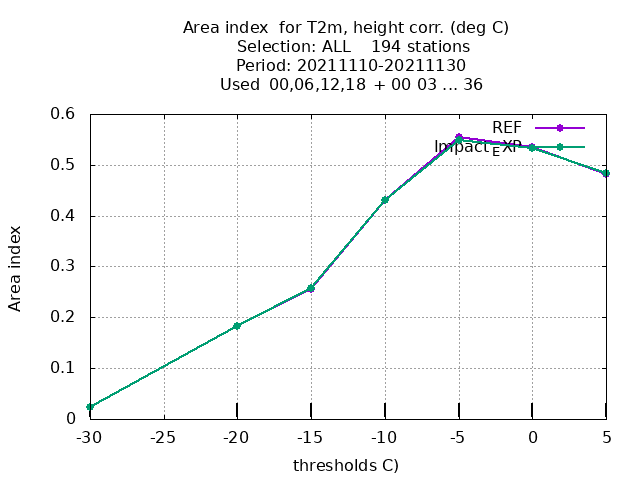 Area index  for T2m, height corr. (deg C)
Selection: ALL    194 stations
Period: 20211110-20211130
Used  00,06,12,18 + 00 03 ... 36
REF
Impact_EXP
Area index
0.6
0.5
0.4
0.3
0.2
0.1
0
-30 -25 -20 -15 -10 -5 0 5
thresholds C)